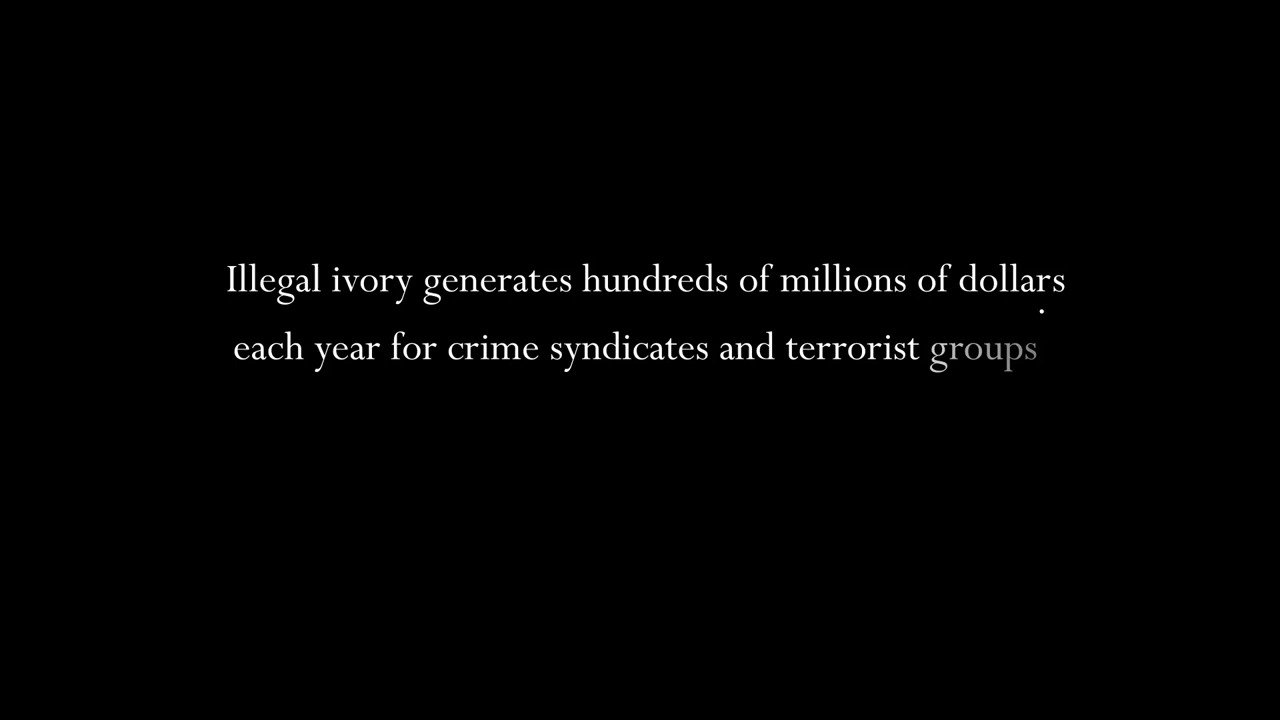 Illegal ivory generates hundreds of millions of dollars
each year for crime syndicates and terrorist groups.